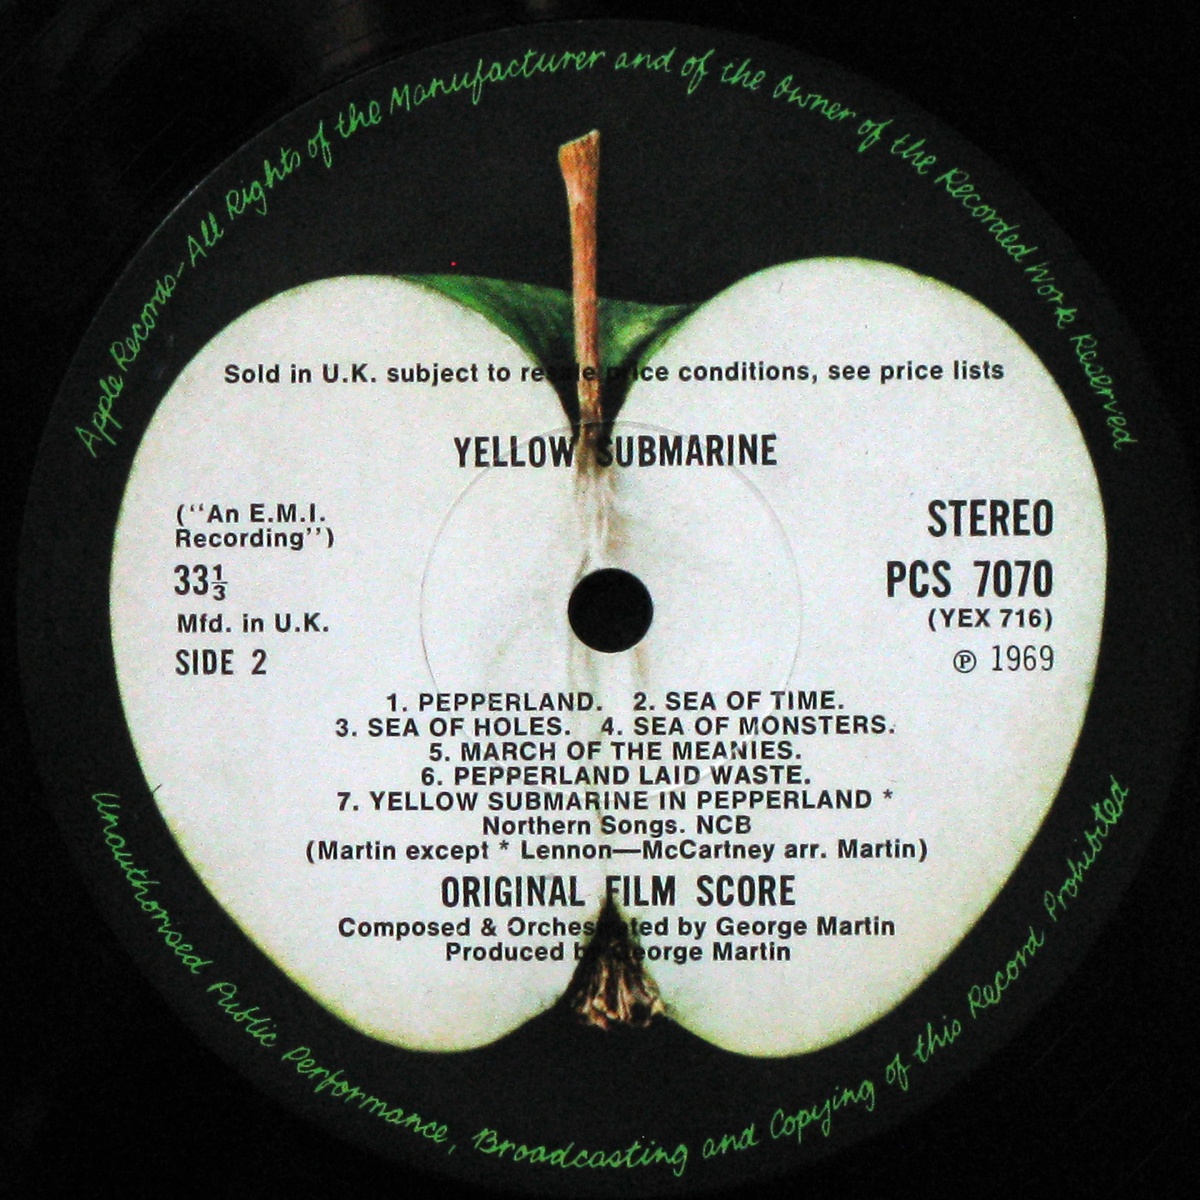 Apple Records – All Rights of the Manufacturer and of the Owner of the Recorded Work Reserved
Sold in U.K. subject to resale price conditions, see price lists
YELLOW SUBMARINE
(“An E.M.I.
Recording”)
33⅓
Mfd. in U.K.
SIDE 2
STEREO
PCS 7070
(YEX 716)
℗ 1969
1. PEPPERLAND. 2. SEA OF TIME.
3. SEA OF HOLES. 4. SEA OF MONSTERS.
5. MARCH OF THE MEANIES.
6. PEPPERLAND LAID WASTE.
7. YELLOW SUBMARINE IN PEPPERLAND *
Northern Songs. NCB
(Martin except * Lennon—McCartney arr. Martin)
ORIGINAL FILM SCORE
Composed & Orchestrated by George Martin
Produced by George Martin
Unauthorised Public Performance, Broadcasting and Copying of this Record Prohibited